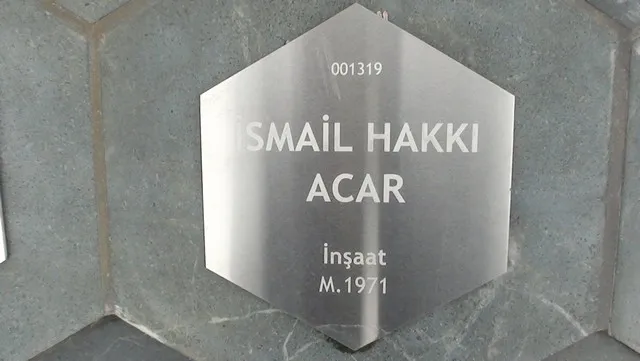 001319
İSMAİL HAKKI
ACAR
İnşaat
M.1971